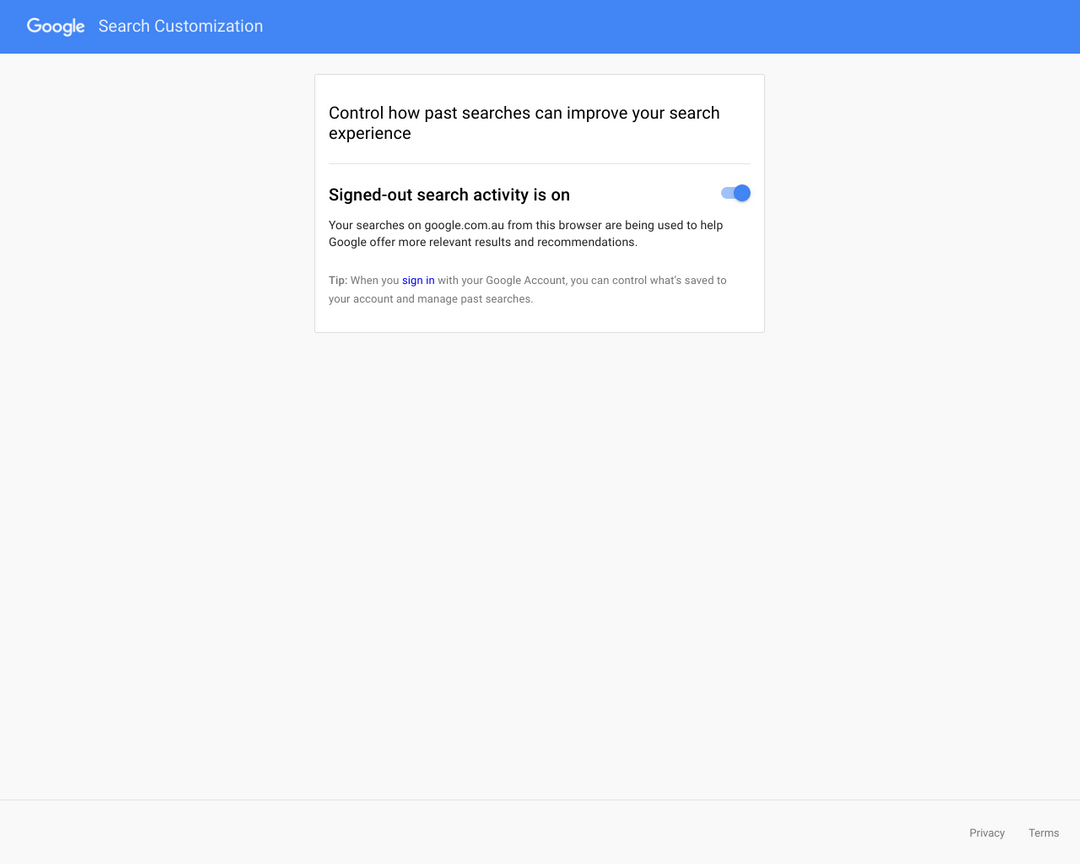 Google Search Customization
Control how past searches can improve your search
experience
Signed-out search activity is on
Your searches on google.com.au from this browser are being used to help
Google offer more relevant results and recommendations.
Tip: When you sign in with your Google Account, you can control what's saved to
your account and manage past searches.
Privacy Terms